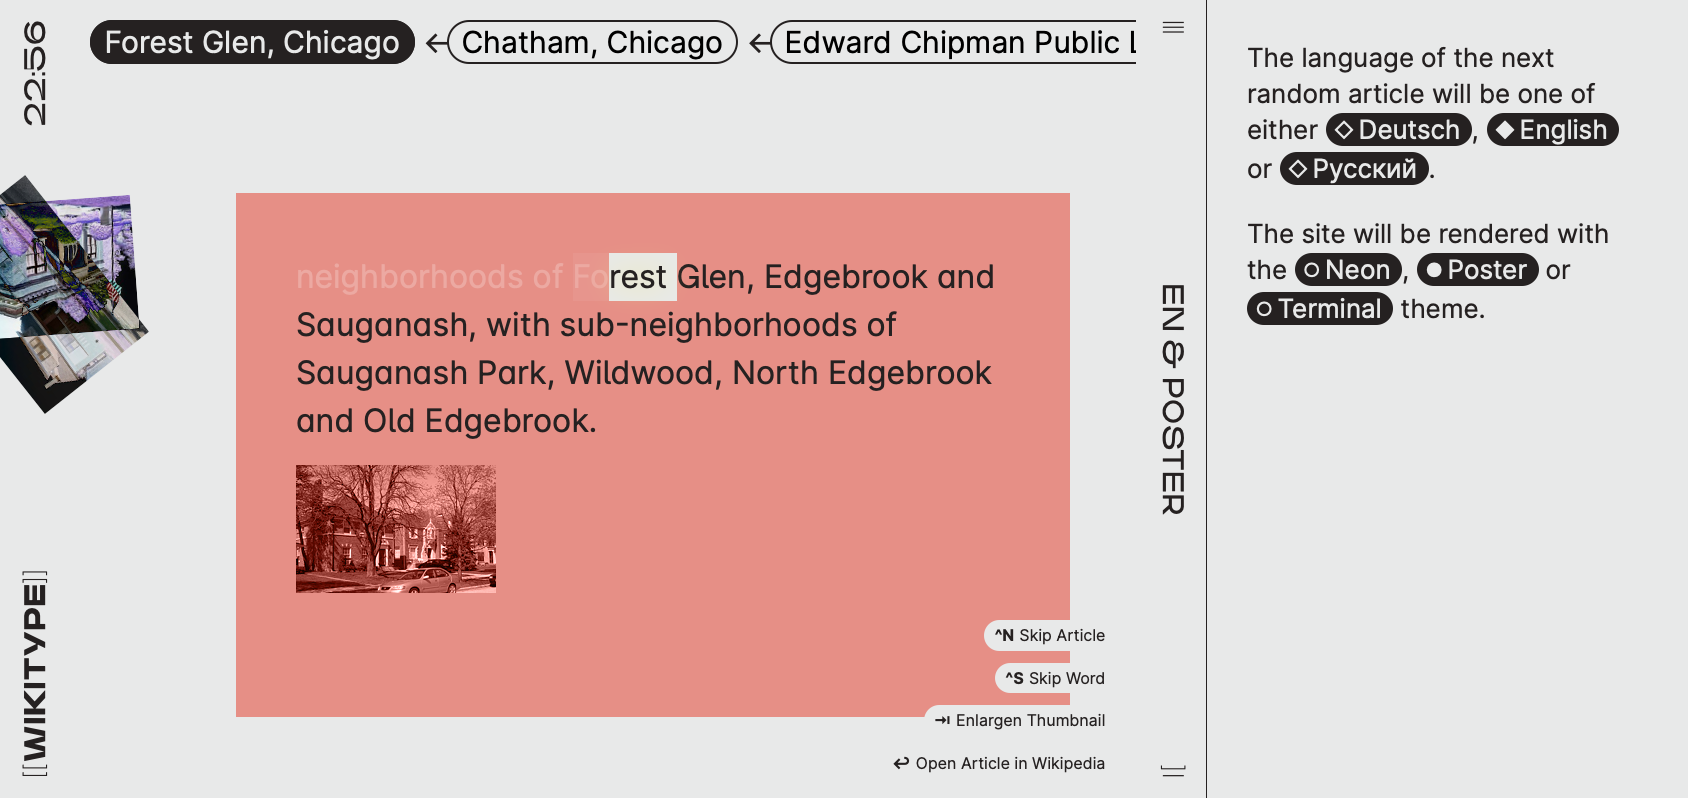 22:56
Forest Glen, Chicago ← Chatham, Chicago ← Edward Chipman Public L
neighborhoods of Forest Glen, Edgebrook and
Sauganash, with sub-neighborhoods of
Sauganash Park, Wildwood, North Edgebrook
and Old Edgebrook.
^N Skip Article
^S Skip Word
⇥ Enlargen Thumbnail
↩ Open Article in Wikipedia
[[WIKITYPE]]
EN & POSTER
The language of the next
random article will be one of
either ◇ Deutsch, ◆ English
or ◇ Русский.
The site will be rendered with
the ○ Neon, ● Poster or
○ Terminal theme.